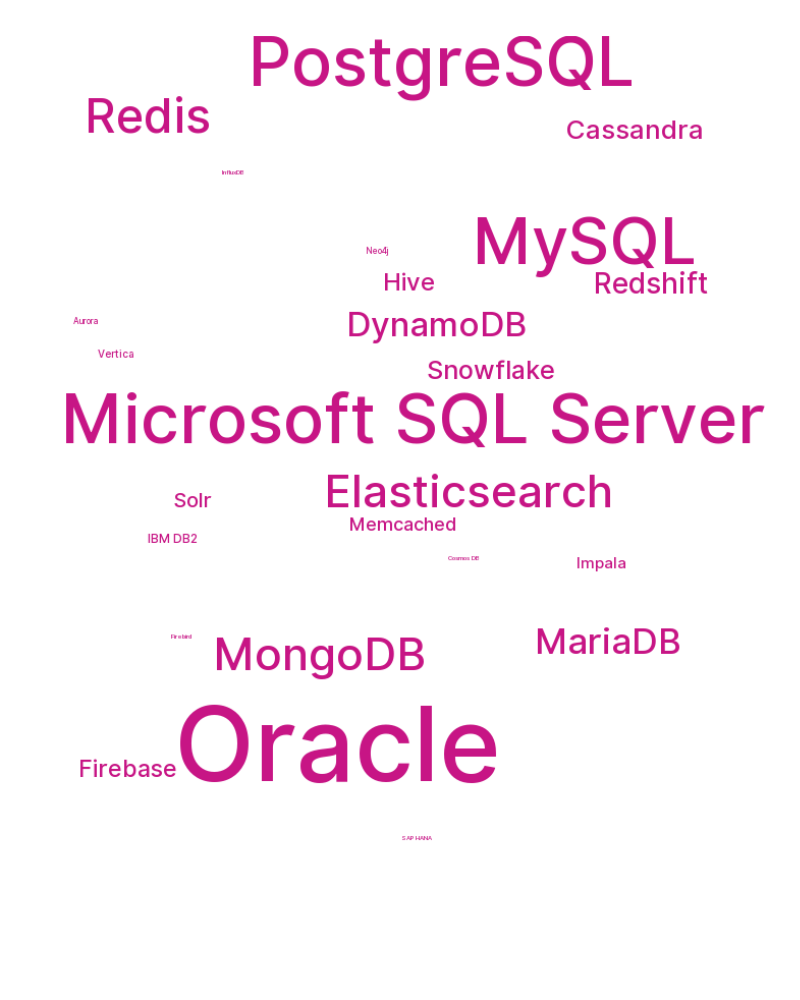 PostgreSQL
Redis
Cassandra
InfluxDB
MySQL
Neo4j
Hive
Redshift
Aurora
DynamoDB
Vertica
Snowflake
Microsoft SQL Server
Elasticsearch
Solr
Memcached
IBM DB2
Cosmos DB
Impala
Firebird
MongoDB
MariaDB
Oracle
Firebase
SAP HANA